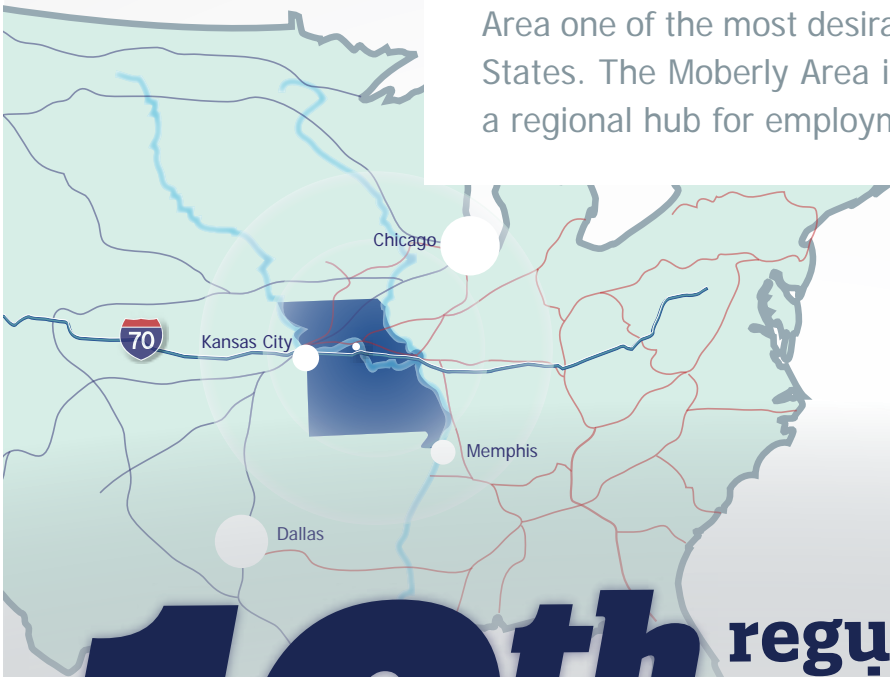 Area one of the most desira
States. The Moberly Area i
a regional hub for employm
Chicago
70
Kansas City
Memphis
Dallas
th
regu